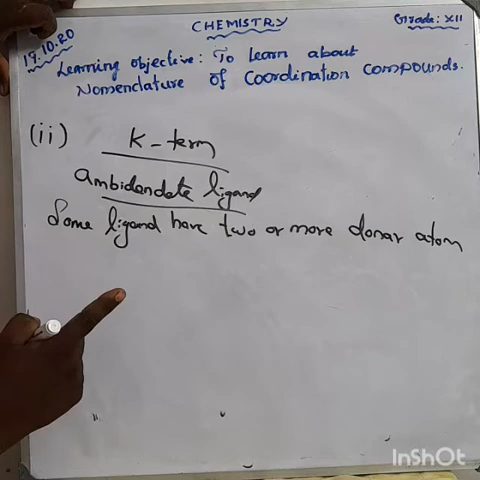 CHEMISTRY
Grade: XII
19.10.20
Learning objective: To learn about
Nomenclature of Coordination compounds.
(ii) K-term
Ambidendate ligand
Some ligand have two or more donar atom
InShOt